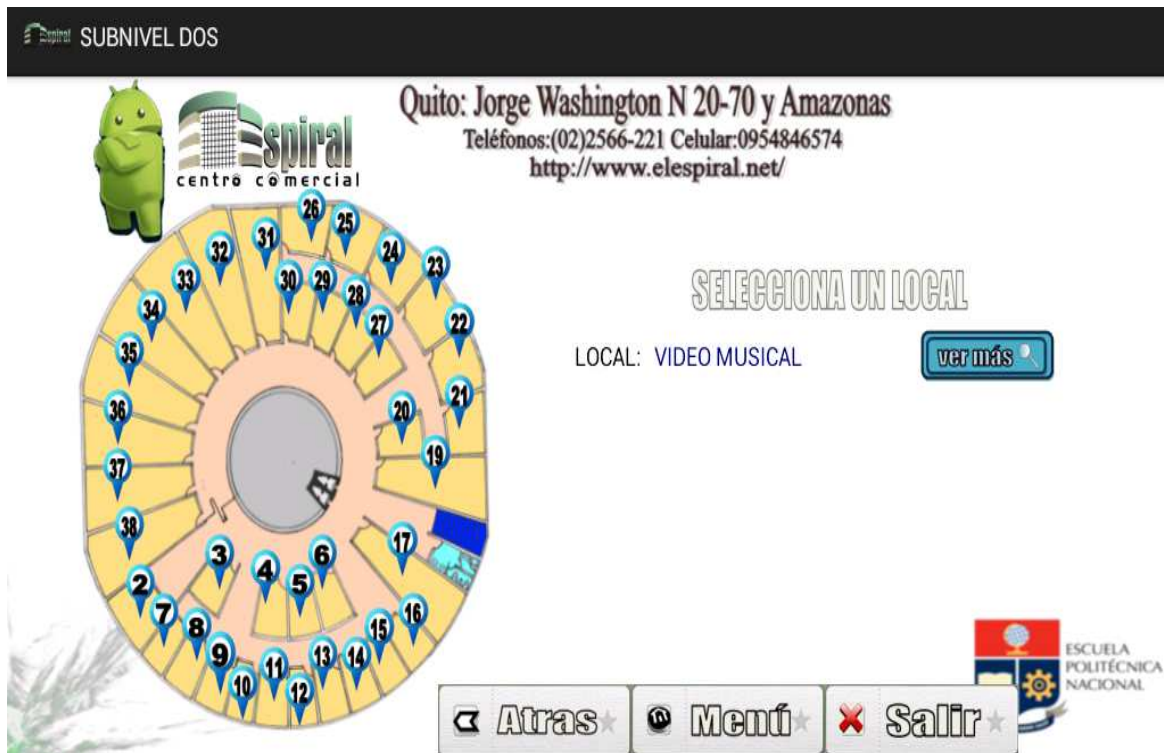 Espiral SUBNIVEL DOS
Espiral
centro comercial
Quito: Jorge Washington N 20-70 y Amazonas
Teléfonos:(02)2566-221 Celular:0954846574
http://www.elespiral.net/
SELECCIONA UN LOCAL
LOCAL: VIDEO MUSICAL
ver más
26
25
31
32
24
23
33
30
29
28
34
27
22
35
21
36
20
37
19
38
17
3
6
4
5
2
7
16
8
15
9
13
14
11
10
12
ESCUELA
POLITÉCNICA
NACIONAL
Atras
Menú
Salir